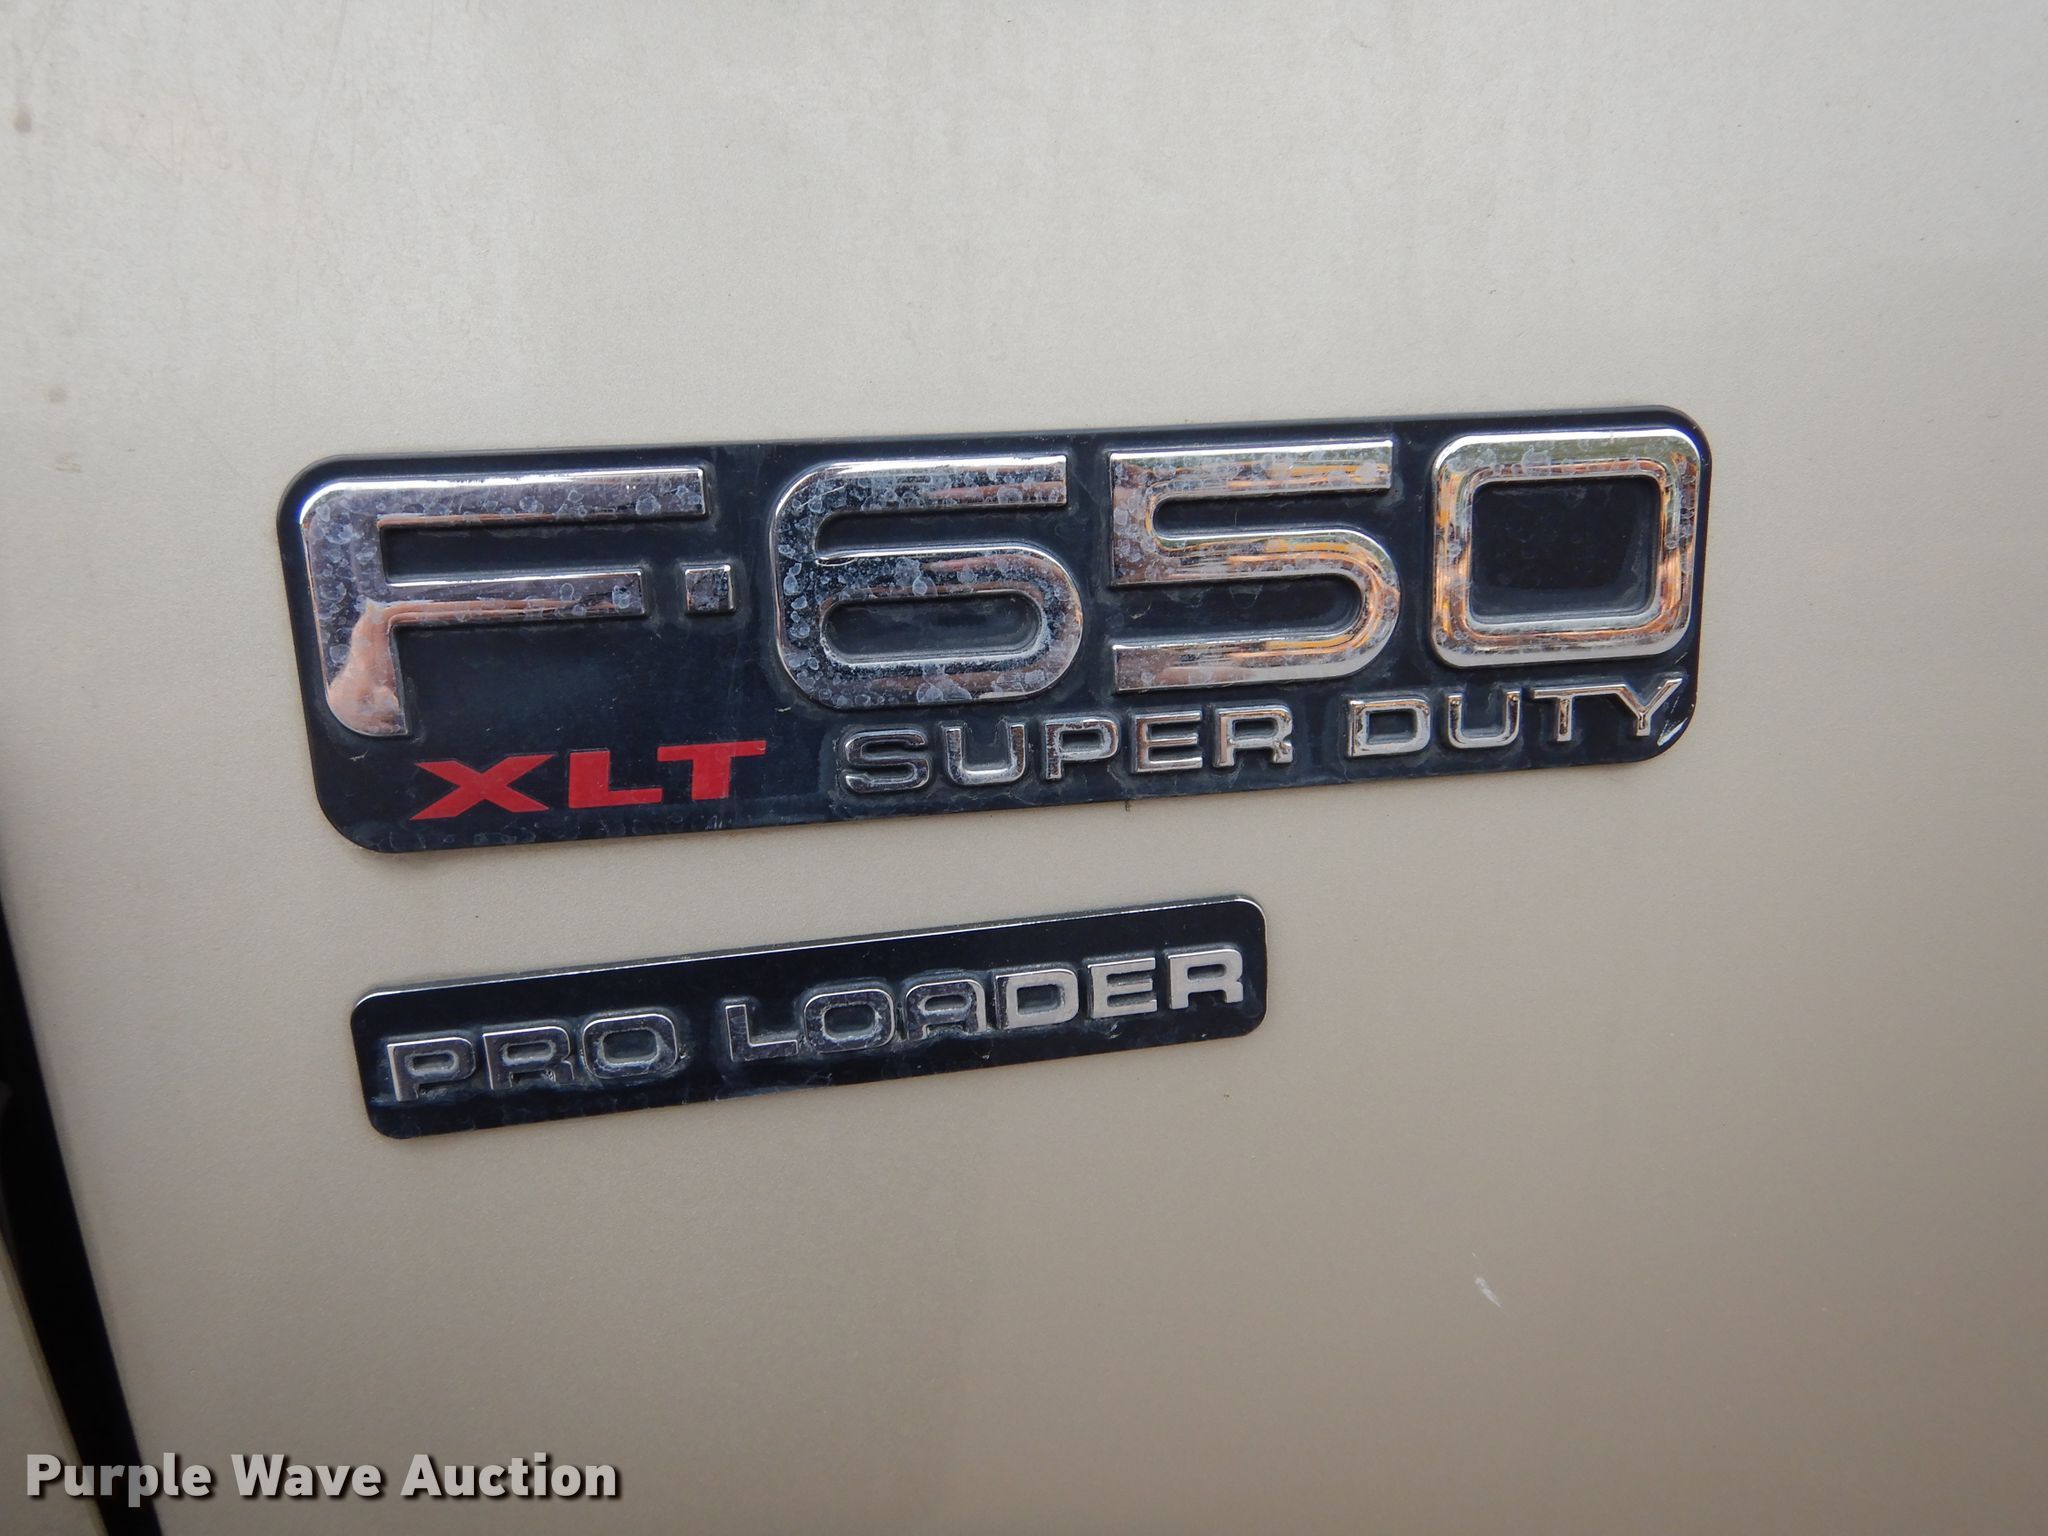 F-650
XLT SUPER DUTY
PRO LOADER
Purple Wave Auction